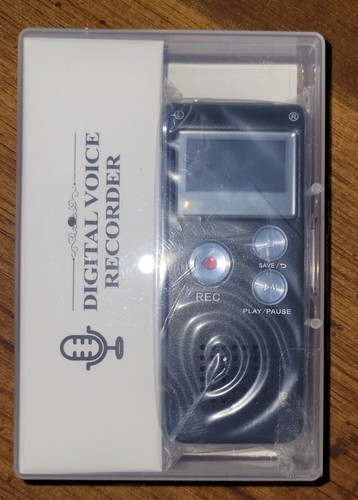 DIGITAL VOICE
RECORDER
®
REC
SAVE /
PLAY/PAUSE